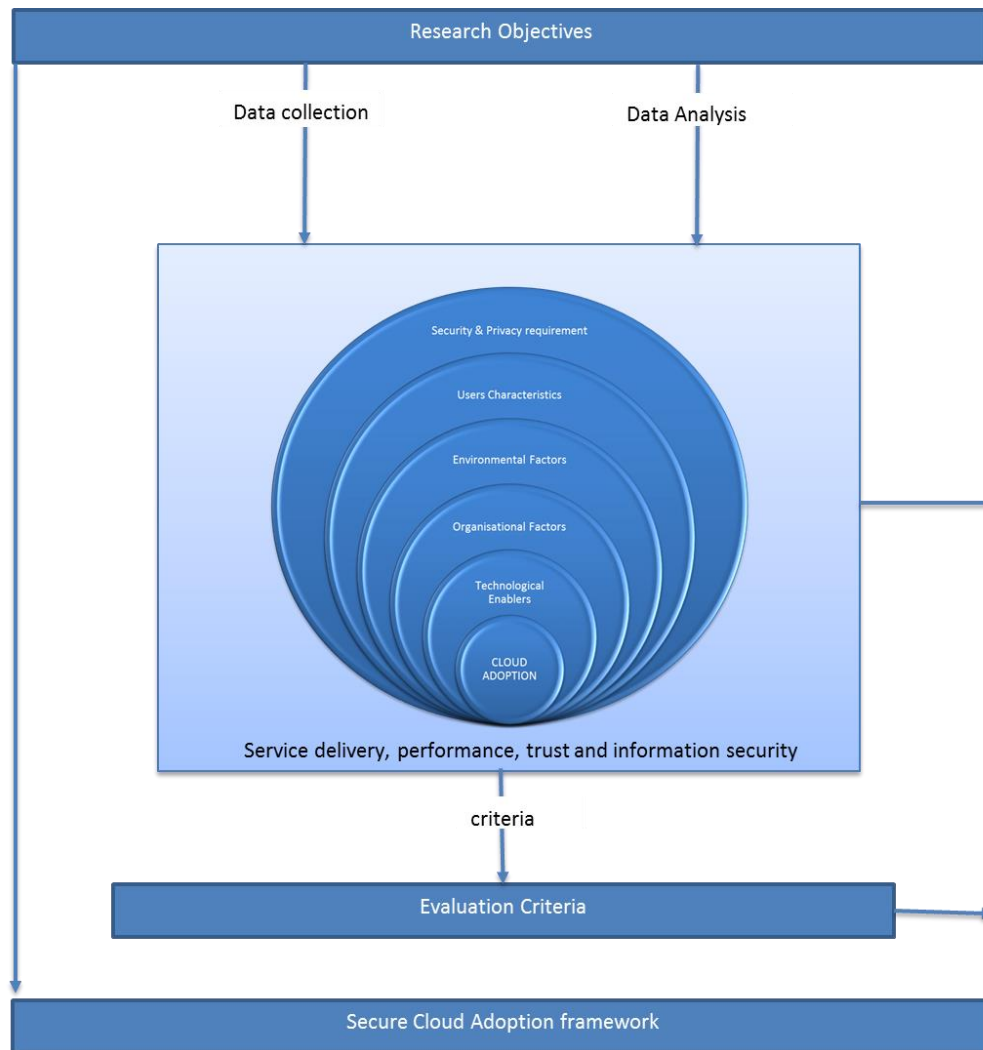 Research Objectives
Data collection
Data Analysis
Security & Privacy requirement
Users Characteristics
Environmental Factors
Organisational Factors
Technological
Enablers
CLOUD
ADOPTION
Service delivery, performance, trust and information security
criteria
Evaluation Criteria
Secure Cloud Adoption framework